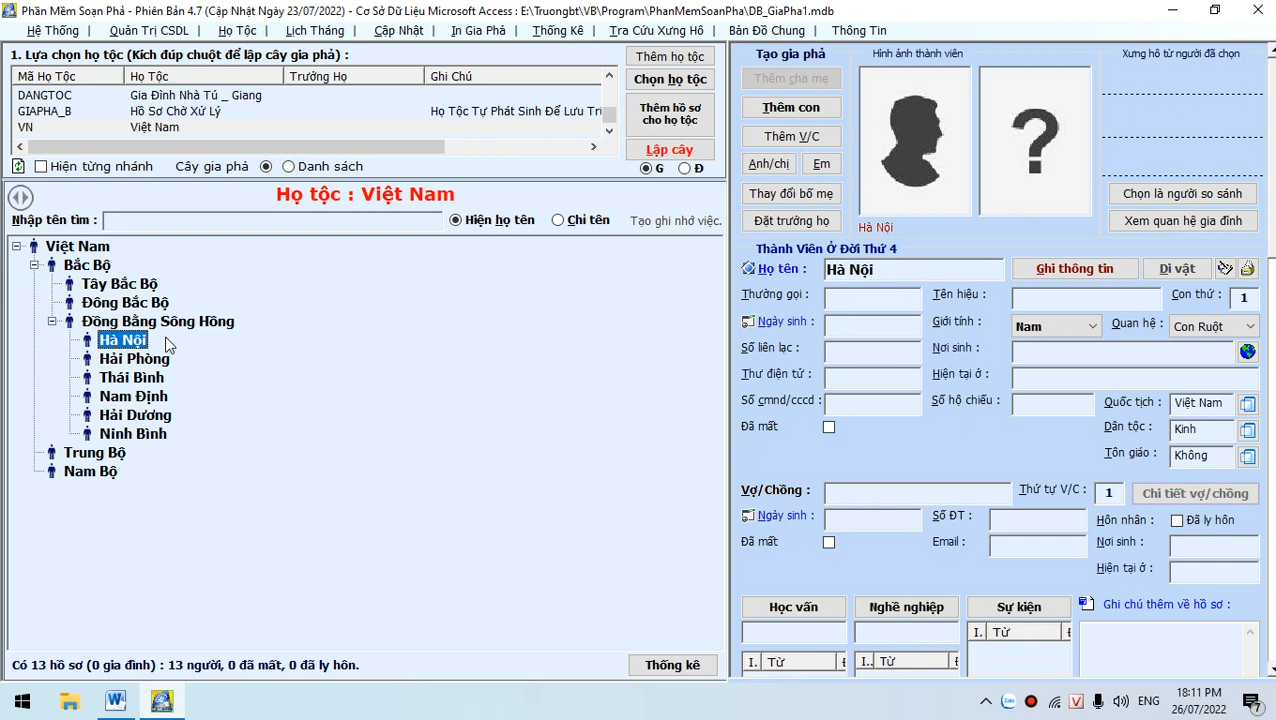 Phần Mềm Soạn Phả - Phiên Bản 4.7 (Cập Nhật Ngày 23/07/2022) - Cơ Sở Dữ Liệu Microsoft Access : E:\Truongbt\VB\Program\PhanMemSoanPha\DB_GiaPha1.mdb
Hệ Thống Quản Trị CSDL Họ Tộc Lịch Tháng Cập Nhật In Gia Phả Thống Kê Tra Cứu Xưng Hô Bản Đồ Chung Thông Tin
1. Lựa chọn họ tộc (Kích đúp chuột để lập cây gia phả) :
Mã Họ Tộc Họ Tộc Trưởng Họ Ghi Chú
DANGTOC Gia Đình Nhà Tú _ Giang
GIAPHA_B Hồ Sơ Chờ Xử Lý Họ Tộc Tự Phát Sinh Để Lưu Tr
VN Việt Nam
Thêm họ tộc
Chọn họ tộc
Thêm hồ sơ
cho họ tộc
Lập cây
G Đ
Hiện từng nhánh Cây gia phả Danh sách
Họ tộc : Việt Nam
Nhập tên tìm : Hiện họ tên Chỉ tên Tạo ghi nhớ việc.
Việt Nam
Bắc Bộ
Tây Bắc Bộ
Đông Bắc Bộ
Đồng Bằng Sông Hồng
Hà Nội
Hải Phòng
Thái Bình
Nam Định
Hải Dương
Ninh Bình
Trung Bộ
Nam Bộ
Có 13 hồ sơ (0 gia đình) : 13 người, 0 đã mất, 0 đã ly hôn.
Thống kê
Tạo gia phả Hình ảnh thành viên Xưng hô từ người đã chọn
Thêm cha mẹ
Thêm con
Thêm V/C
Anh/chị Em
Thay đổi bố mẹ
Đặt trưởng họ
?
Hà Nội
Chọn là người so sánh
Xem quan hệ gia đình
Thành Viên Ở Đời Thứ 4
Họ tên : Hà Nội Ghi thông tin Di vật
Thường gọi : Tên hiệu : Con thứ : 1
Ngày sinh : Giới tính : Nam Quan hệ : Con Ruột
Số liên lạc : Nơi sinh :
Thư điện tử : Hiện tại ở :
Số cmnd/cccd : Số hộ chiếu : Quốc tịch : Việt Nam
Đã mất Dân tộc : Kinh
Tôn giáo : Không
Vợ/Chồng : Thứ tự V/C : 1 Chi tiết vợ/chồng
Ngày sinh : Số ĐT : Hôn nhân : Đã ly hôn
Đã mất Email : Nơi sinh :
Hiện tại ở :
Học vấn Nghề nghiệp Sự kiện Ghi chú thêm về hồ sơ :
I. Từ
I. Từ I.. Từ
ENG
18:11 PM
26/07/2022
7